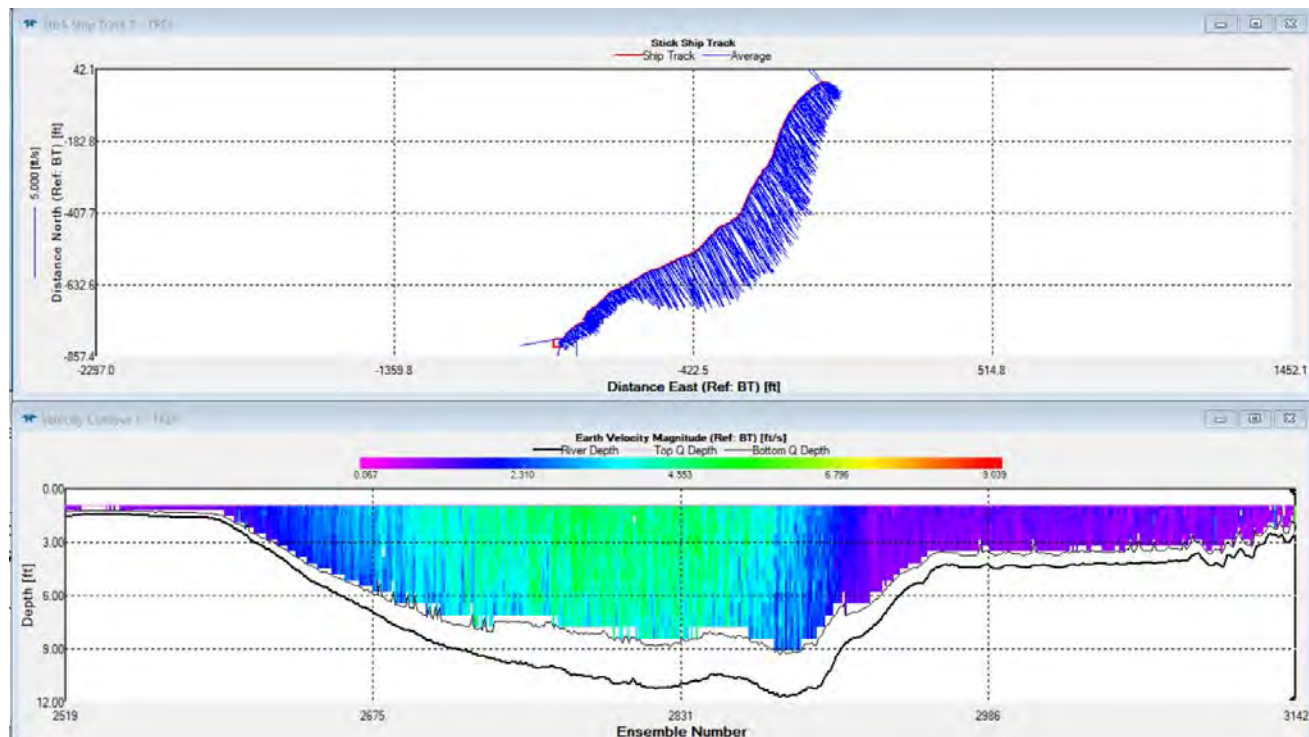 Stick Ship Track
Ship Track Average
42.1
-182.8
-407.7
-632.6
-857.4
5.000 [ft/s]
Distance North (Ref: BT) [ft]
-2297.0 -1359.8 -422.5 514.8 1452.1
Distance East (Ref: BT) [ft]
Earth Velocity Magnitude (Ref: BT) [ft/s]
River Depth Top Q Depth Bottom Q Depth
0.067 2.310 4.553 6.796 9.039
0.00
3.00
6.00
9.00
12.00
Depth [ft]
2519 2675 2831 2986 3142
Ensemble Number